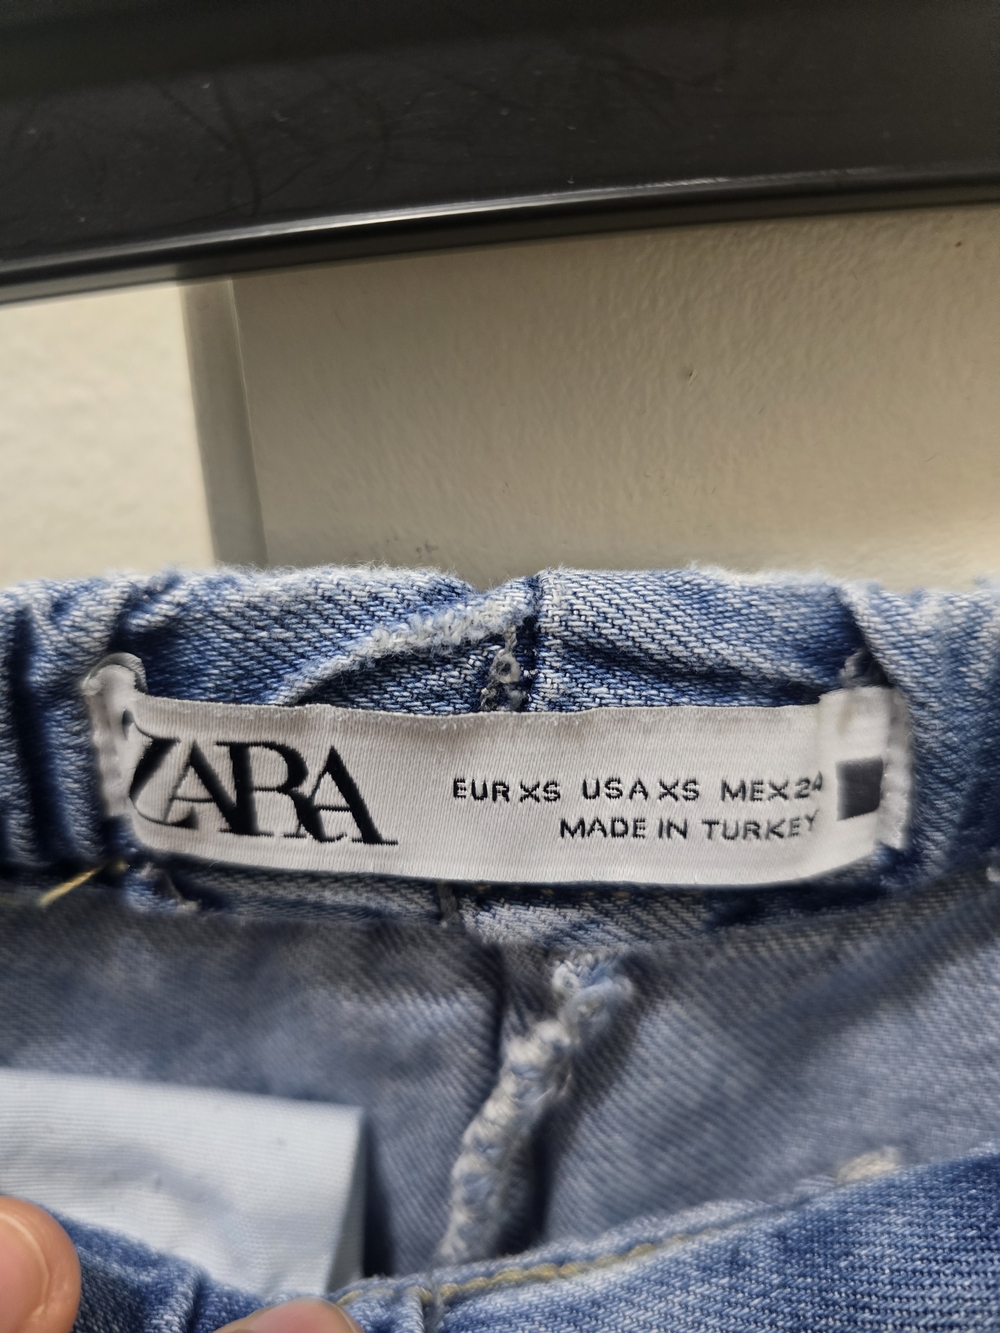 ZARA
EUR XS USA XS MEX 24
MADE IN TURKEY